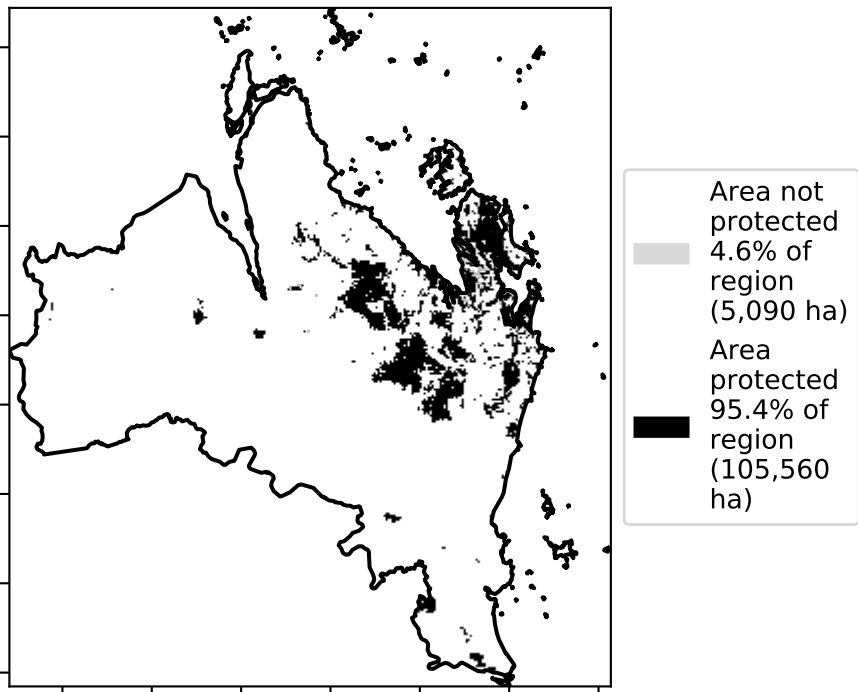 Area not
protected
4.6% of
region
(5,090 ha)
Area
protected
95.4% of
region
(105,560
ha)